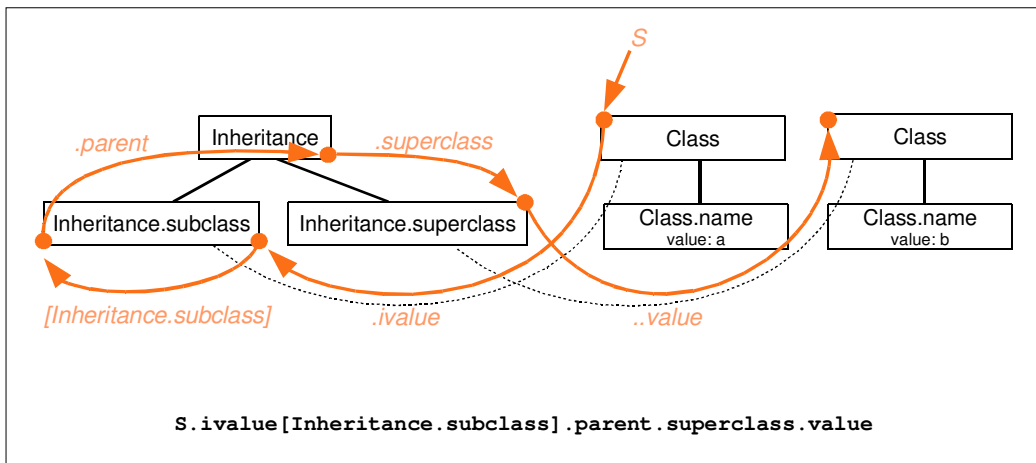 S
.parent
Inheritance
.superclass
Class
Class
Inheritance.subclass
Inheritance.superclass
Class.name
value: a
Class.name
value: b
[Inheritance.subclass]
.ivalue
..value
S.ivalue[Inheritance.subclass].parent.superclass.value